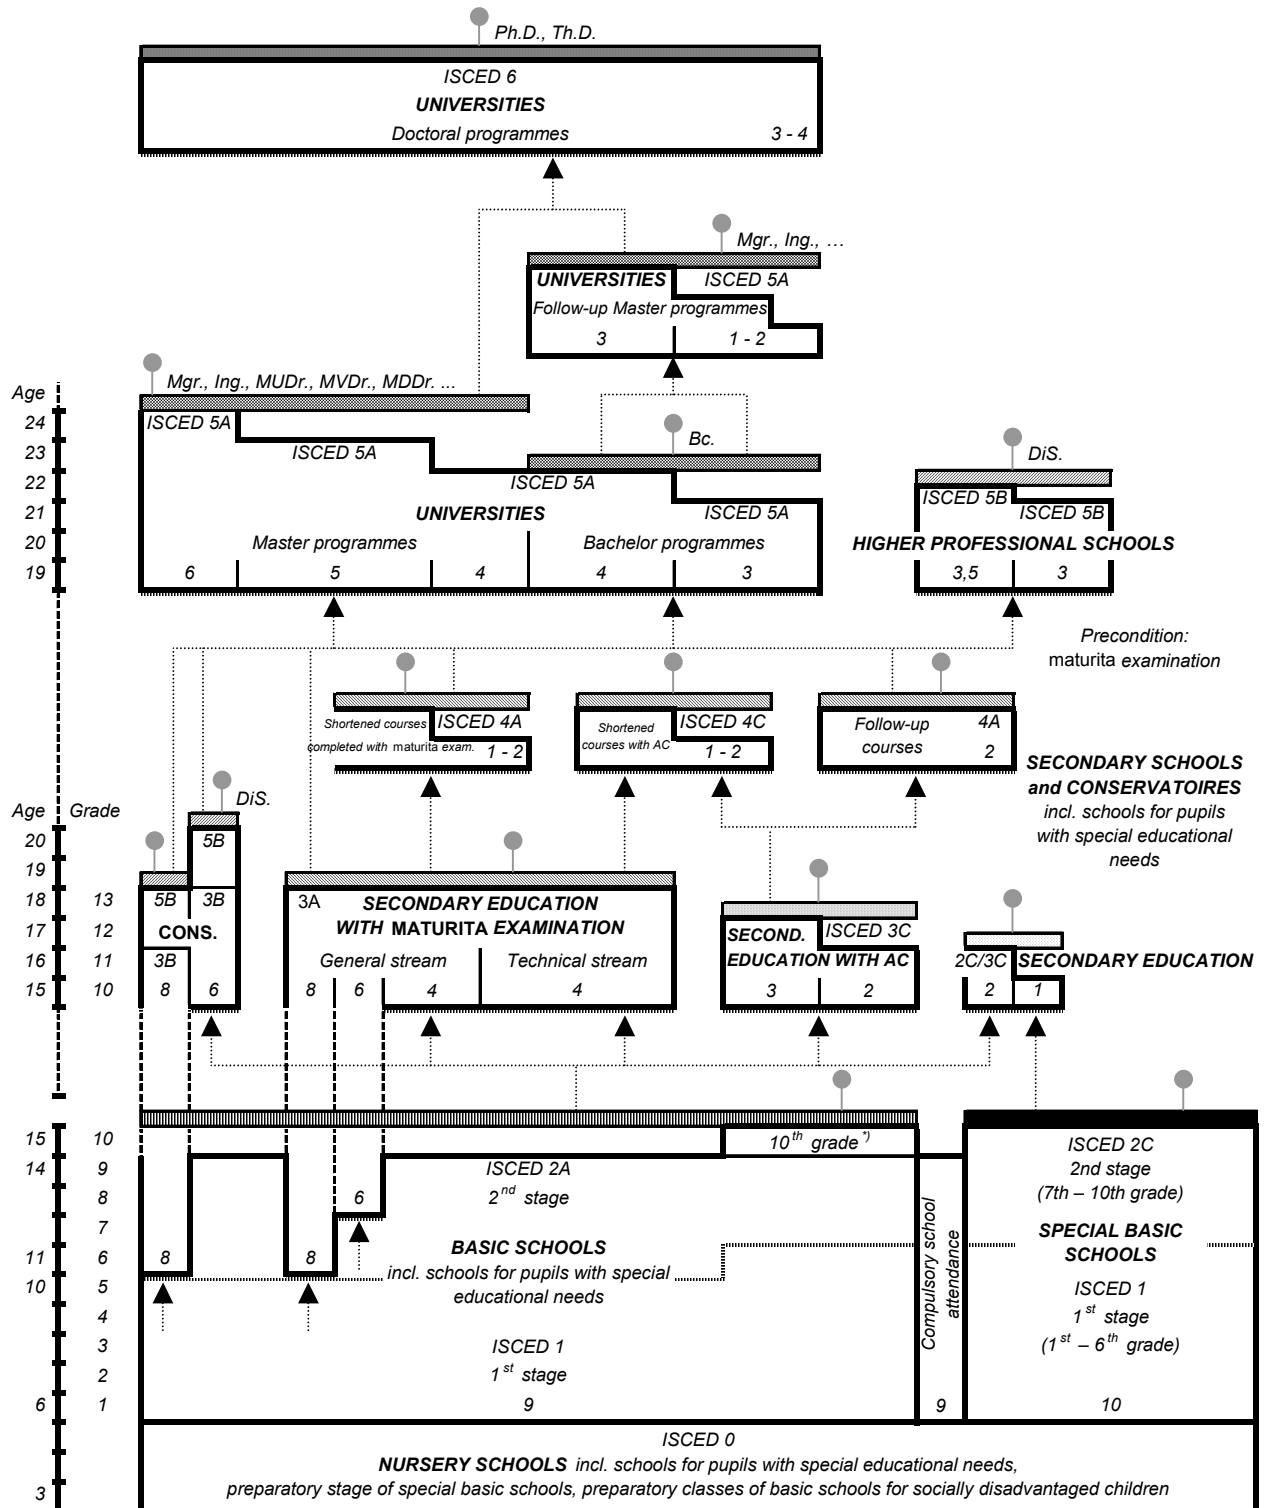 Ph.D., Th.D.
ISCED 6
UNIVERSITIES
Doctoral programmes 3 - 4
Mgr., Ing., …
UNIVERSITIES ISCED 5A
Follow-up Master programmes
3 1 - 2
Mgr., Ing., MUDr., MVDr., MDDr. ...
Age
24 ISCED 5A
Bc.
23 ISCED 5A
DiS.
22 ISCED 5A
ISCED 5B
21 UNIVERSITIES ISCED 5A ISCED 5B
20 Master programmes Bachelor programmes HIGHER PROFESSIONAL SCHOOLS
19 6 5 4 4 3 3,5 3
Precondition:
maturita examination
Shortened courses ISCED 4A
completed with maturita exam. 1 - 2
Shortened ISCED 4C
courses with AC 1 - 2
Follow-up 4A
courses 2
SECONDARY SCHOOLS
and CONSERVATOIRES
incl. schools for pupils
with special educational
needs
DiS.
Age Grade
20 5B
19
18 13 5B 3B 3A SECONDARY EDUCATION
17 12 CONS. WITH MATURITA EXAMINATION SECOND. ISCED 3C
16 11 3B General stream Technical stream EDUCATION WITH AC 2C/3C SECONDARY EDUCATION
15 10 8 6 8 6 4 4 3 2 2 1
15 10 10th grade *) ISCED 2C
14 9 ISCED 2A 2nd stage
8 6 2nd stage (7th – 10th grade)
7
BASIC SCHOOLS SPECIAL BASIC
SCHOOLS
11 6 8 8 incl. schools for pupils with special
10 5 educational needs ISCED 1
4 1st stage
3 ISCED 1 (1st – 6th grade)
2 1st stage
Compulsory school
attendance
6 1 9 9 10
ISCED 0
NURSERY SCHOOLS incl. schools for pupils with special educational needs,
3 preparatory stage of special basic schools, preparatory classes of basic schools for socially disadvantaged children